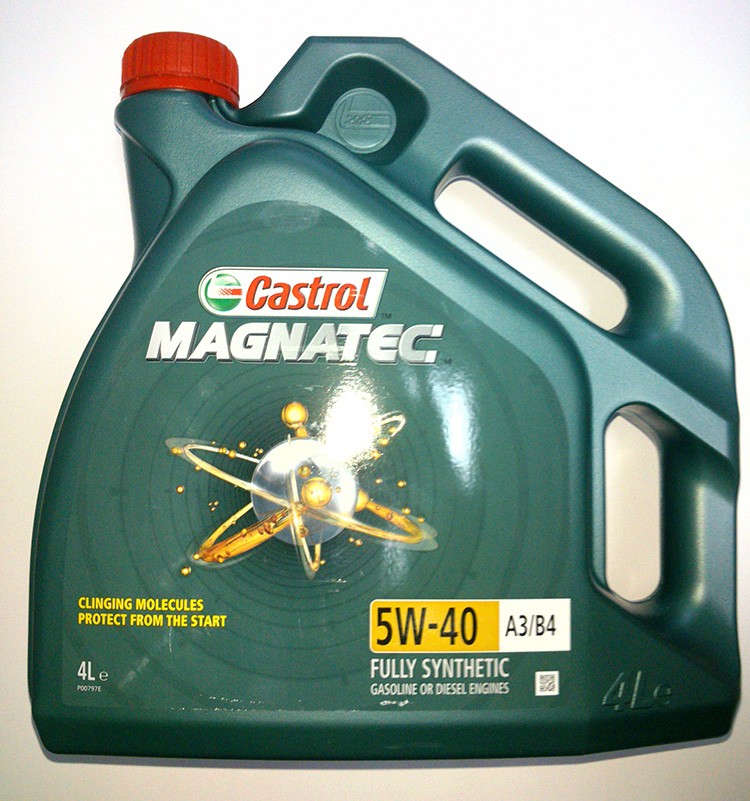 Castrol
TM
MAGNATEC
CLINGING MOLECULES
PROTECT FROM THE START
5W-40 A3/B4
FULLY SYNTHETIC
GASOLINE OR DIESEL ENGINES
4L e
P00797E
4L e